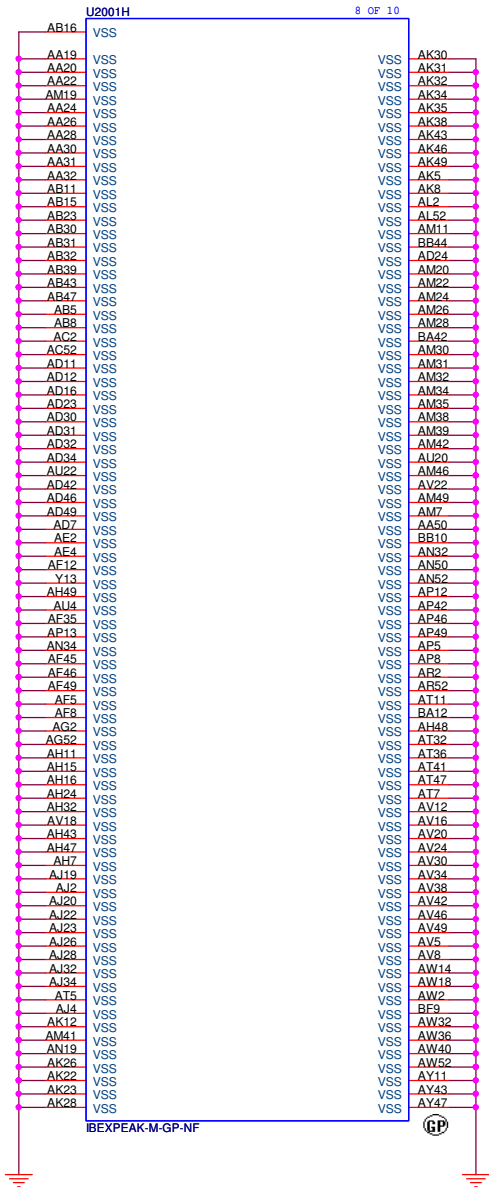 U2001H 8 OF 10
AB16 VSS
AA19 VSS VSS AK30
AA20 VSS VSS AK31
AA22 VSS VSS AK32
AM19 VSS VSS AK34
AA24 VSS VSS AK35
AA26 VSS VSS AK38
AA28 VSS VSS AK43
AA30 VSS VSS AK46
AA31 VSS VSS AK49
AA32 VSS VSS AK5
AB11 VSS VSS AK8
AB15 VSS VSS AL2
AB23 VSS VSS AL52
AB30 VSS VSS AM11
AB31 VSS VSS BB44
AB32 VSS VSS AD24
AB39 VSS VSS AM20
AB43 VSS VSS AM22
AB47 VSS VSS AM24
AB5 VSS VSS AM26
AB8 VSS VSS AM28
AC2 VSS VSS BA42
AC52 VSS VSS AM30
AD11 VSS VSS AM31
AD12 VSS VSS AM32
AD16 VSS VSS AM34
AD23 VSS VSS AM35
AD30 VSS VSS AM38
AD31 VSS VSS AM39
AD32 VSS VSS AM42
AD34 VSS VSS AU20
AU22 VSS VSS AM46
AD42 VSS VSS AV22
AD46 VSS VSS AM49
AD49 VSS VSS AM7
AD7 VSS VSS AA50
AE2 VSS VSS BB10
AE4 VSS VSS AN32
AF12 VSS VSS AN50
Y13 VSS VSS AN52
AH49 VSS VSS AP12
AU4 VSS VSS AP42
AF35 VSS VSS AP46
AP13 VSS VSS AP49
AN34 VSS VSS AP5
AF45 VSS VSS AP8
AF46 VSS VSS AR2
AF49 VSS VSS AR52
AF5 VSS VSS AT11
AF8 VSS VSS BA12
AG2 VSS VSS AH48
AG52 VSS VSS AT32
AH11 VSS VSS AT36
AH15 VSS VSS AT41
AH16 VSS VSS AT47
AH24 VSS VSS AT7
AH32 VSS VSS AV12
AV18 VSS VSS AV16
AH43 VSS VSS AV20
AH47 VSS VSS AV24
AH7 VSS VSS AV30
AJ19 VSS VSS AV34
AJ2 VSS VSS AV38
AJ20 VSS VSS AV42
AJ22 VSS VSS AV46
AJ23 VSS VSS AV49
AJ26 VSS VSS AV5
AJ28 VSS VSS AV8
AJ32 VSS VSS AW14
AJ34 VSS VSS AW18
AT5 VSS VSS AW2
AJ4 VSS VSS BF9
AK12 VSS VSS AW32
AM41 VSS VSS AW36
AN19 VSS VSS AW40
AK26 VSS VSS AW52
AK22 VSS VSS AY11
AK23 VSS VSS AY43
AK28 VSS VSS AY47
IBEXPEAK-M-GP-NF GP